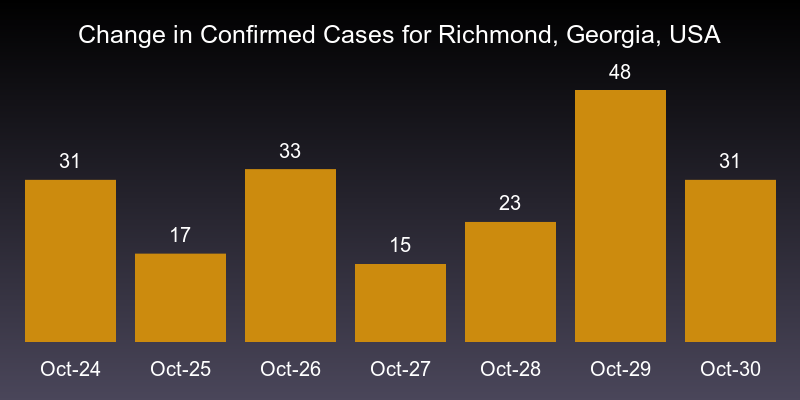 Change in Confirmed Cases for Richmond, Georgia, USA
31
17
33
15
23
48
31
Oct-24
Oct-25
Oct-26
Oct-27
Oct-28
Oct-29
Oct-30